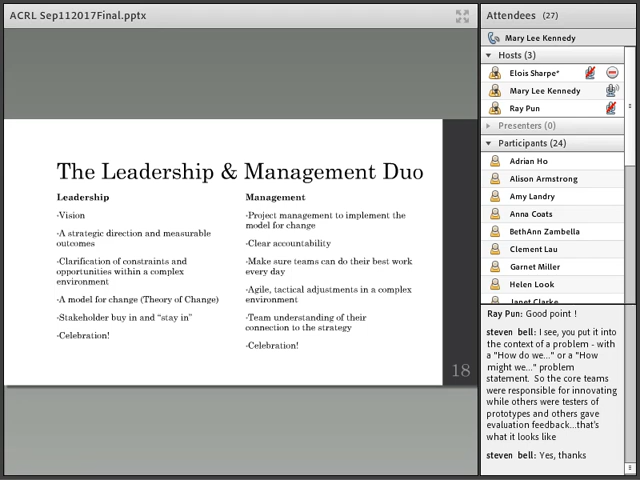 ACRL Sep112017Final.pptx
The Leadership & Management Duo
Leadership
-Vision
-A strategic direction and measurable
outcomes
-Clarification of constraints and
opportunities within a complex
environment
-A model for change (Theory of Change)
-Stakeholder buy in and “stay in”
-Celebration!
Management
-Project management to implement the
model for change
-Clear accountability
-Make sure teams can do their best work
every day
-Agile, tactical adjustments in a complex
environment
-Team understanding of their
connection to the strategy
-Celebration!
18
Attendees (27)
Mary Lee Kennedy
Hosts (3)
Elois Sharpe*
Mary Lee Kennedy
Ray Pun
Presenters (0)
Participants (24)
Adrian Ho
Alison Armstrong
Amy Landry
Anna Coats
BethAnn Zambella
Clement Lau
Garnet Miller
Helen Look
Janet Clarke
Ray Pun: Good point !
steven bell: I see, you put it into
the context of a problem - with
a "How do we..." or a "How
might we..." problem
statement. So the core teams
were responsible for innovating
while others were testers of
prototypes and others gave
evaluation feedback...that's
what it looks like
steven bell: Yes, thanks